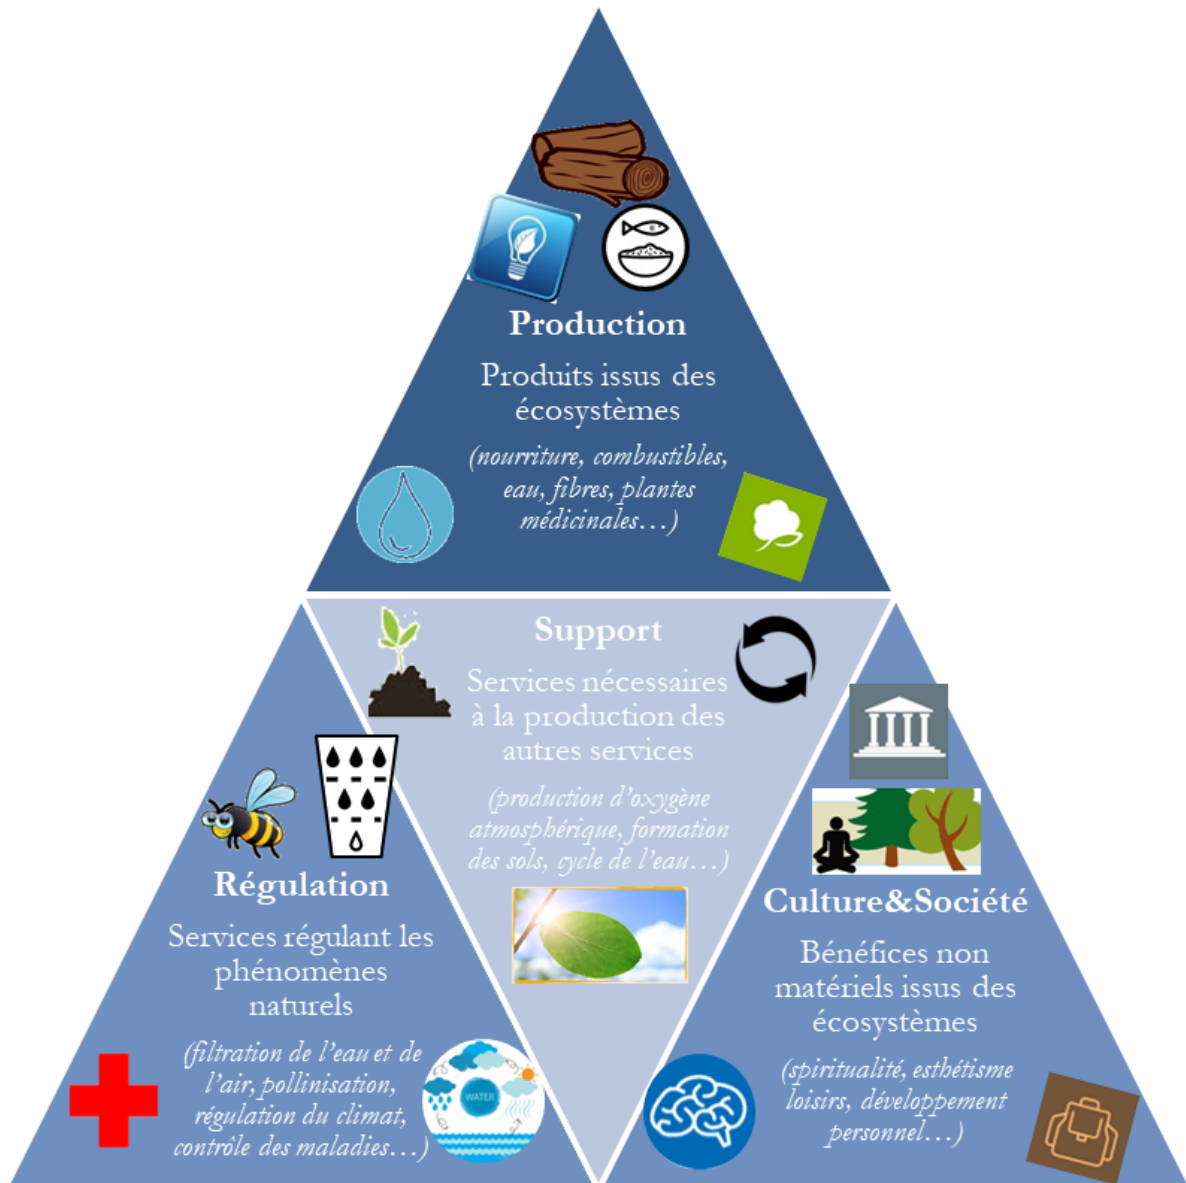 Production
Produits issus des
écosystèmes
(nourriture, combustibles,
eau, fibres, plantes
médicinales…)
Support
Services nécessaires
à la production des
autres services
(production d’oxygène
atmosphérique, formation
des sols, cycle de l’eau…)
Régulation
Services régulant les
phénomènes
naturels
(filtration de l’eau et de
l’air, pollinisation,
régulation du climat,
contrôle des maladies…)
WATER
Culture&Société
Bénéfices non
matériels issus des
écosystèmes
(spiritualité, esthétisme
loisirs, développement
personnel…)